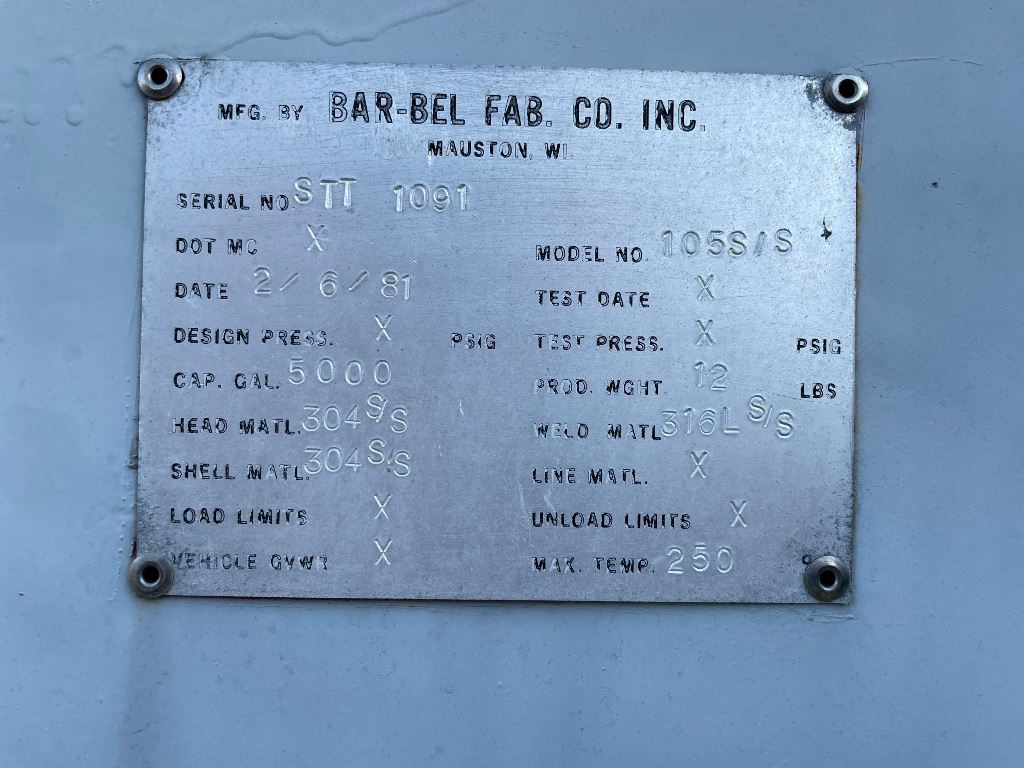 MFG. BY BAR-BEL FAB. CO. INC.
MAUSTON, WI.
SERIAL NO STT 1091
DOT MC X MODEL NO. 105S/S
DATE 2/6/81 TEST DATE X
DESIGN PRESS. X PSIG TEST PRESS. X PSIG
CAP. GAL. 5000 PROD. WGHT. 12 LBS
HEAD MATL. 304 S/S WELD MATL 316L S/S
SHELL MATL. 304 S/S LINE MATL. X
LOAD LIMITS X UNLOAD LIMITS X
VEHICLE GVWR X MAX. TEMP. 250 °